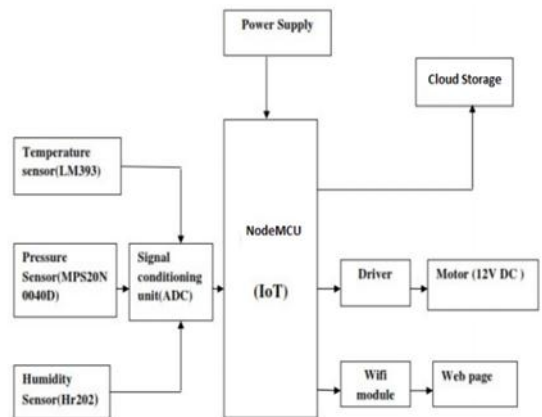 Power Supply
Cloud Storage
Temperature
sensor(LM393)
Pressure
Sensor(MPS20N
0040D)
Humidity
Sensor(Hr202)
Signal
conditioning
unit(ADC)
NodeMCU
(IoT)
Driver
Motor (12V DC )
Wifi
module
Web page